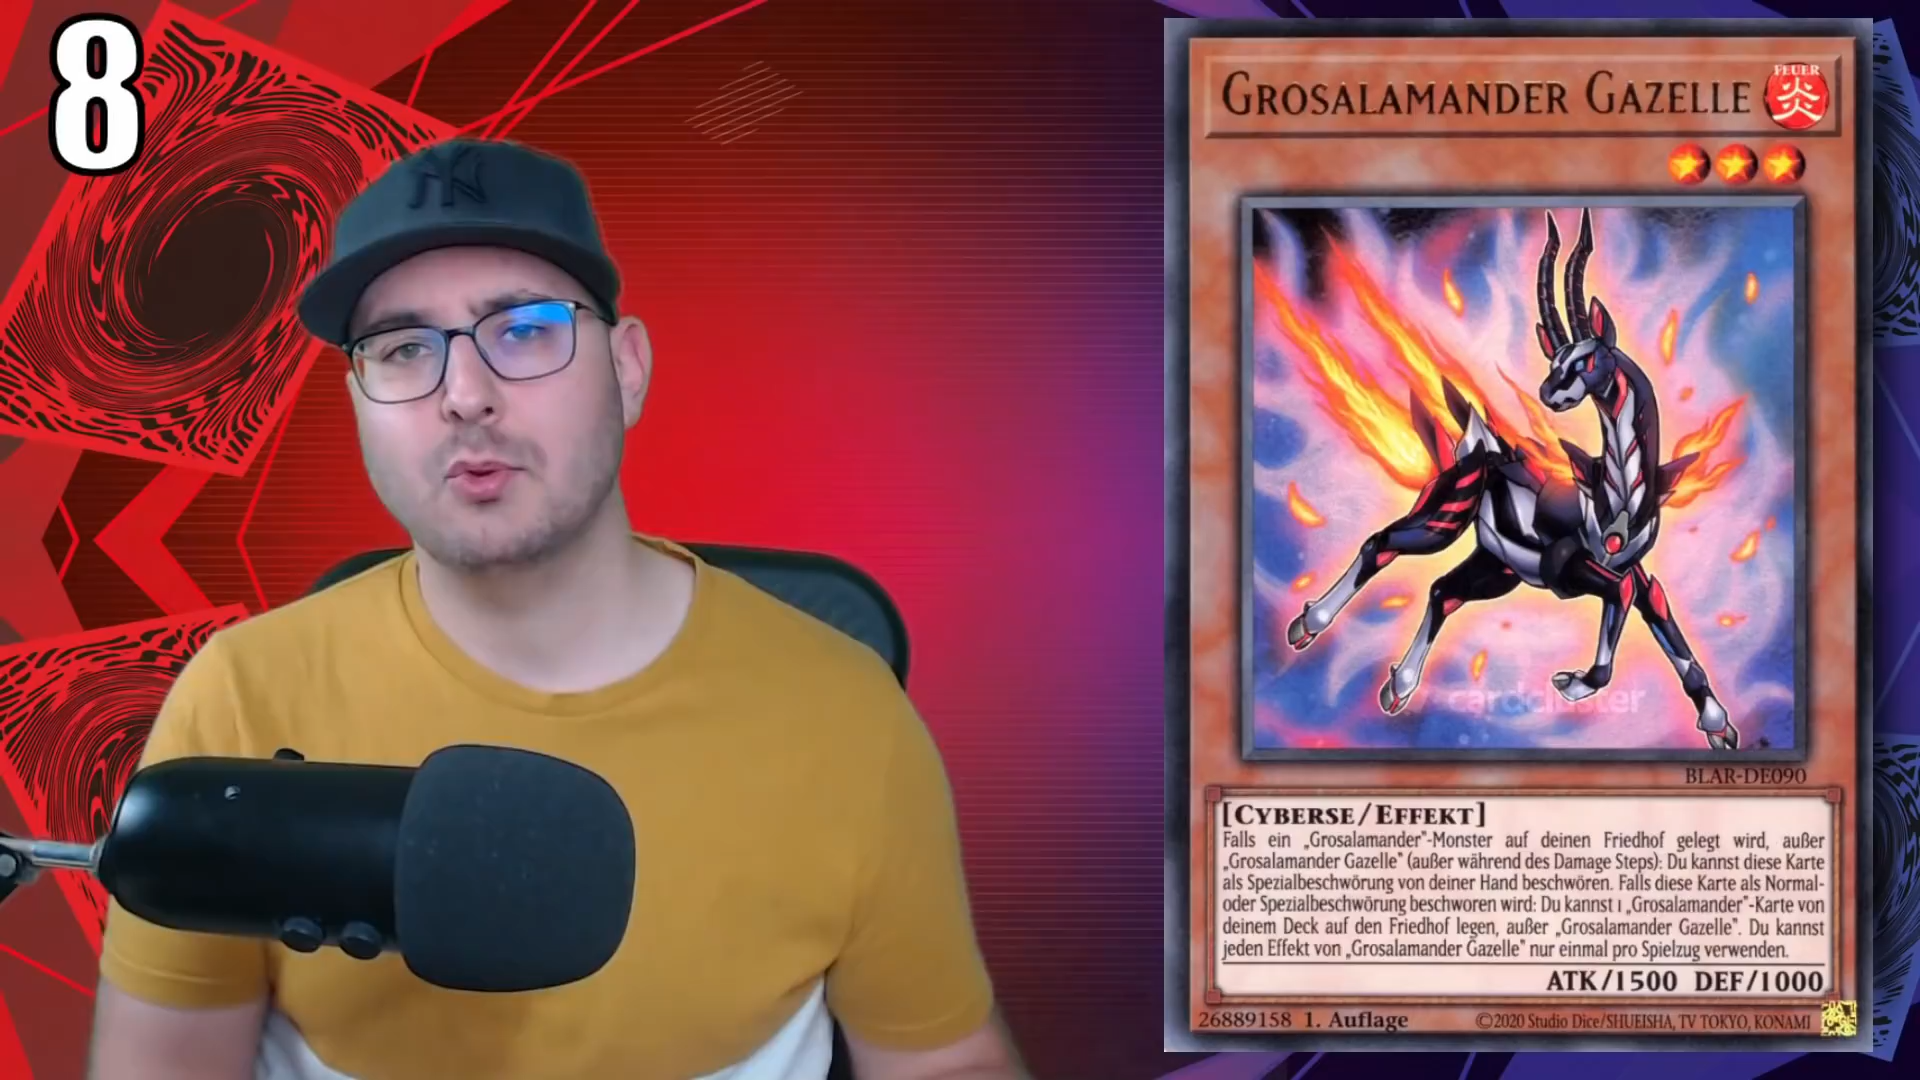 8
NY
GROSALAMANDER GAZELLE
FEUER
炎
cardcluster
BLAR-DE090
[CYBERSE/EFFEKT]
Falls ein „Grosalamander"-Monster auf deinen Friedhof gelegt wird, außer
„Grosalamander Gazelle" (außer während des Damage Steps): Du kannst diese Karte
als Spezialbeschwörung von deiner Hand beschwören. Falls diese Karte als Normal-
oder Spezialbeschwörung beschworen wird: Du kannst 1 „Grosalamander"-Karte von
deinem Deck auf den Friedhof legen, außer „Grosalamander Gazelle". Du kannst
jeden Effekt von „Grosalamander Gazelle" nur einmal pro Spielzug verwenden.
ATK/1500 DEF/1000
26889158 1. Auflage ©2020 Studio Dice/SHUEISHA, TV TOKYO, KONAMI